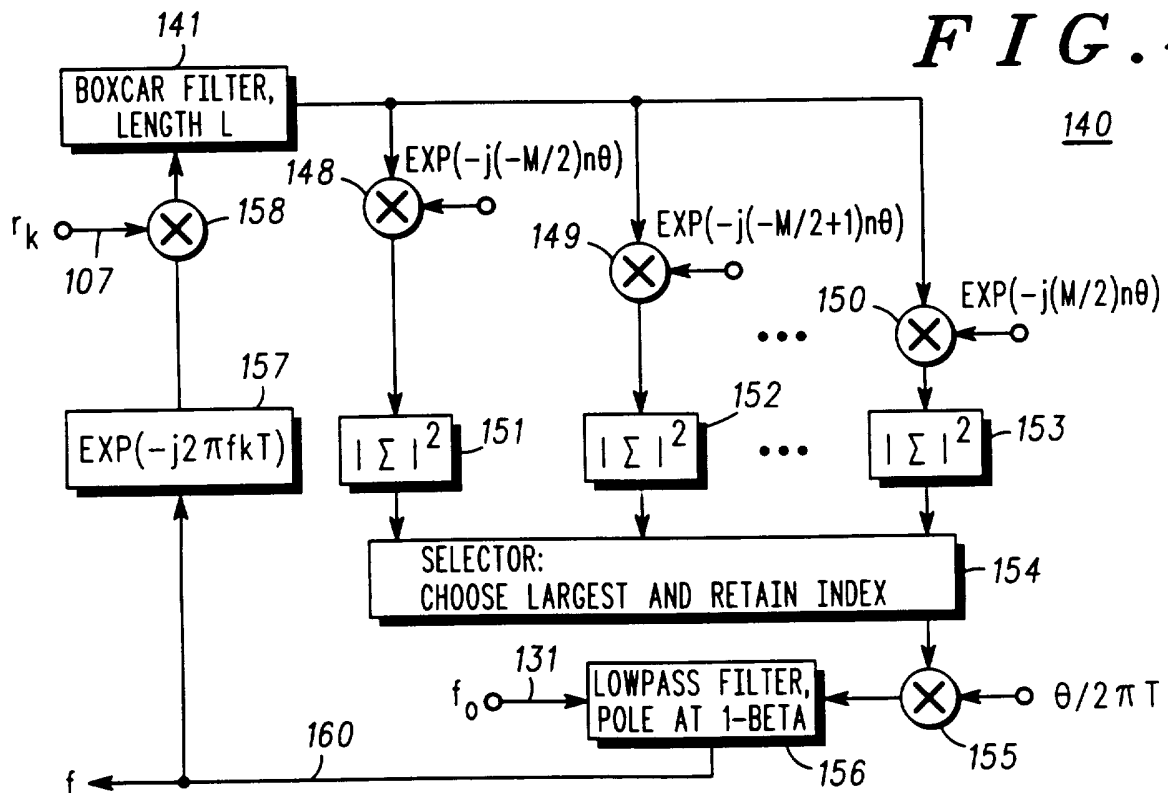 FIG.
140
141
BOXCAR FILTER,
LENGTH L
148
EXP(-j(-M/2)nθ)
158
r_k
107
149
EXP(-j(-M/2+1)nθ)
150
EXP(-j(M/2)nθ)
157
EXP(-j2πfkT)
| Σ |²
151
| Σ |²
152
| Σ |²
153
SELECTOR:
CHOOSE LARGEST AND RETAIN INDEX
154
f_o
131
LOWPASS FILTER,
POLE AT 1-BETA
156
155
θ/2πT
160
f